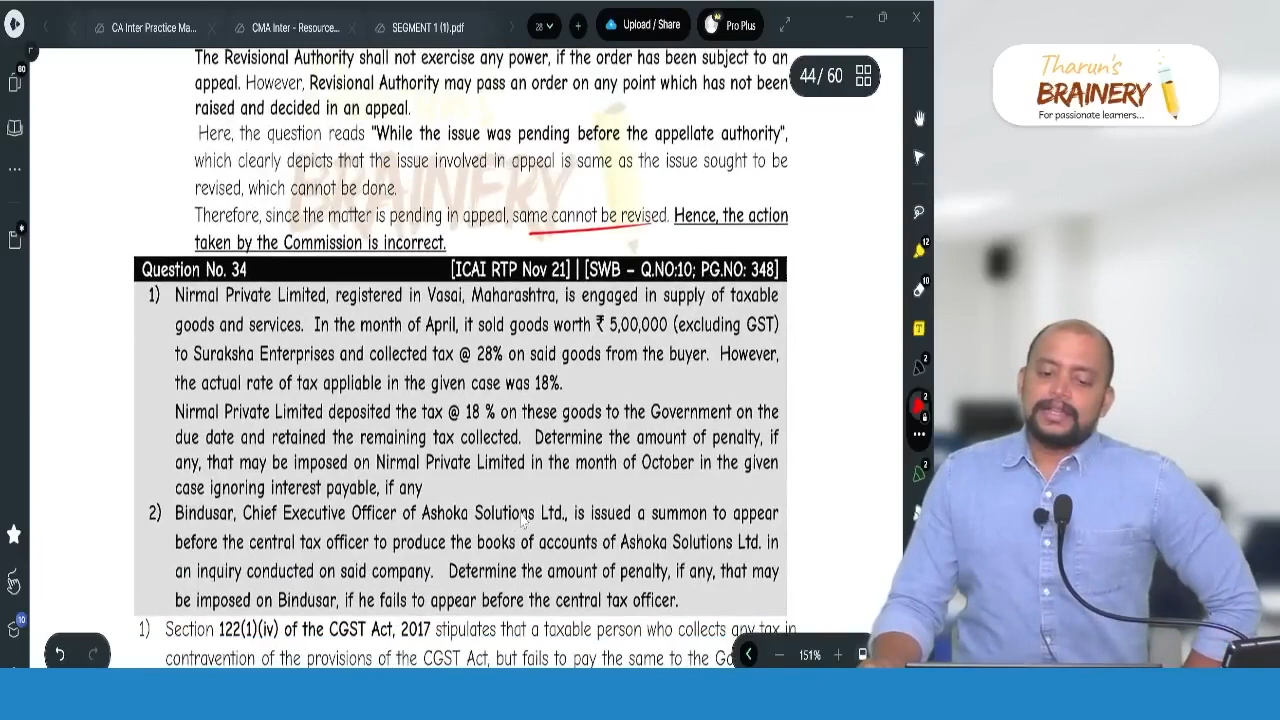 CA Inter Practice Ma...
CMA Inter - Resource...
SEGMENT 1 (1).pdf
28
Upload / Share
Pro Plus
The Revisional Authority shall not exercise any power, if the order has been subject to an
appeal. However, Revisional Authority may pass an order on any point which has not been
raised and decided in an appeal.
44 / 60
Here, the question reads "While the issue was pending before the appellate authority",
which clearly depicts that the issue involved in appeal is same as the issue sought to be
revised, which cannot be done.
Therefore, since the matter is pending in appeal, same cannot be revised. Hence, the action
taken by the Commission is incorrect.
Question No. 34 [ICAI RTP Nov 21] | [SWB – Q.NO:10; PG.NO: 348]
1) Nirmal Private Limited, registered in Vasai, Maharashtra, is engaged in supply of taxable
goods and services. In the month of April, it sold goods worth ₹ 5,00,000 (excluding GST)
to Suraksha Enterprises and collected tax @ 28% on said goods from the buyer. However,
the actual rate of tax appliable in the given case was 18%.
Nirmal Private Limited deposited the tax @ 18 % on these goods to the Government on the
due date and retained the remaining tax collected. Determine the amount of penalty, if
any, that may be imposed on Nirmal Private Limited in the month of October in the given
case ignoring interest payable, if any
2) Bindusar, Chief Executive Officer of Ashoka Solutions Ltd., is issued a summon to appear
before the central tax officer to produce the books of accounts of Ashoka Solutions Ltd. in
an inquiry conducted on said company. Determine the amount of penalty, if any, that may
be imposed on Bindusar, if he fails to appear before the central tax officer.
1) Section 122(1)(iv) of the CGST Act, 2017 stipulates that a taxable person who collects any tax in
contravention of the provisions of the CGST Act, but fails to pay the same to the
151%
BRAINERY
Tharun's
BRAINERY
For passionate learners...
80
12
10
T
2
2
2
10